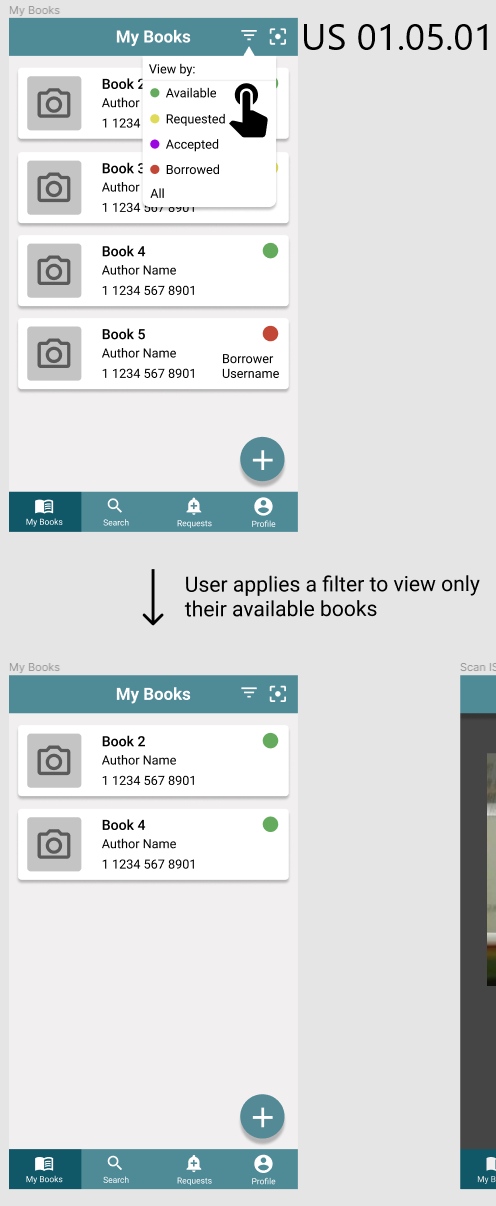 My Books
US 01.05.01
My Books
View by:
Available
Requested
Accepted
Borrowed
All
Book 2
Author
1 1234
Book 3
Author
1 1234 567 8901
Book 4
Author Name
1 1234 567 8901
Book 5
Author Name
1 1234 567 8901
Borrower
Username
My Books
Search
Requests
Profile
User applies a filter to view only
their available books
My Books
My Books
Book 2
Author Name
1 1234 567 8901
Book 4
Author Name
1 1234 567 8901
My Books
Search
Requests
Profile
Scan IS
My B